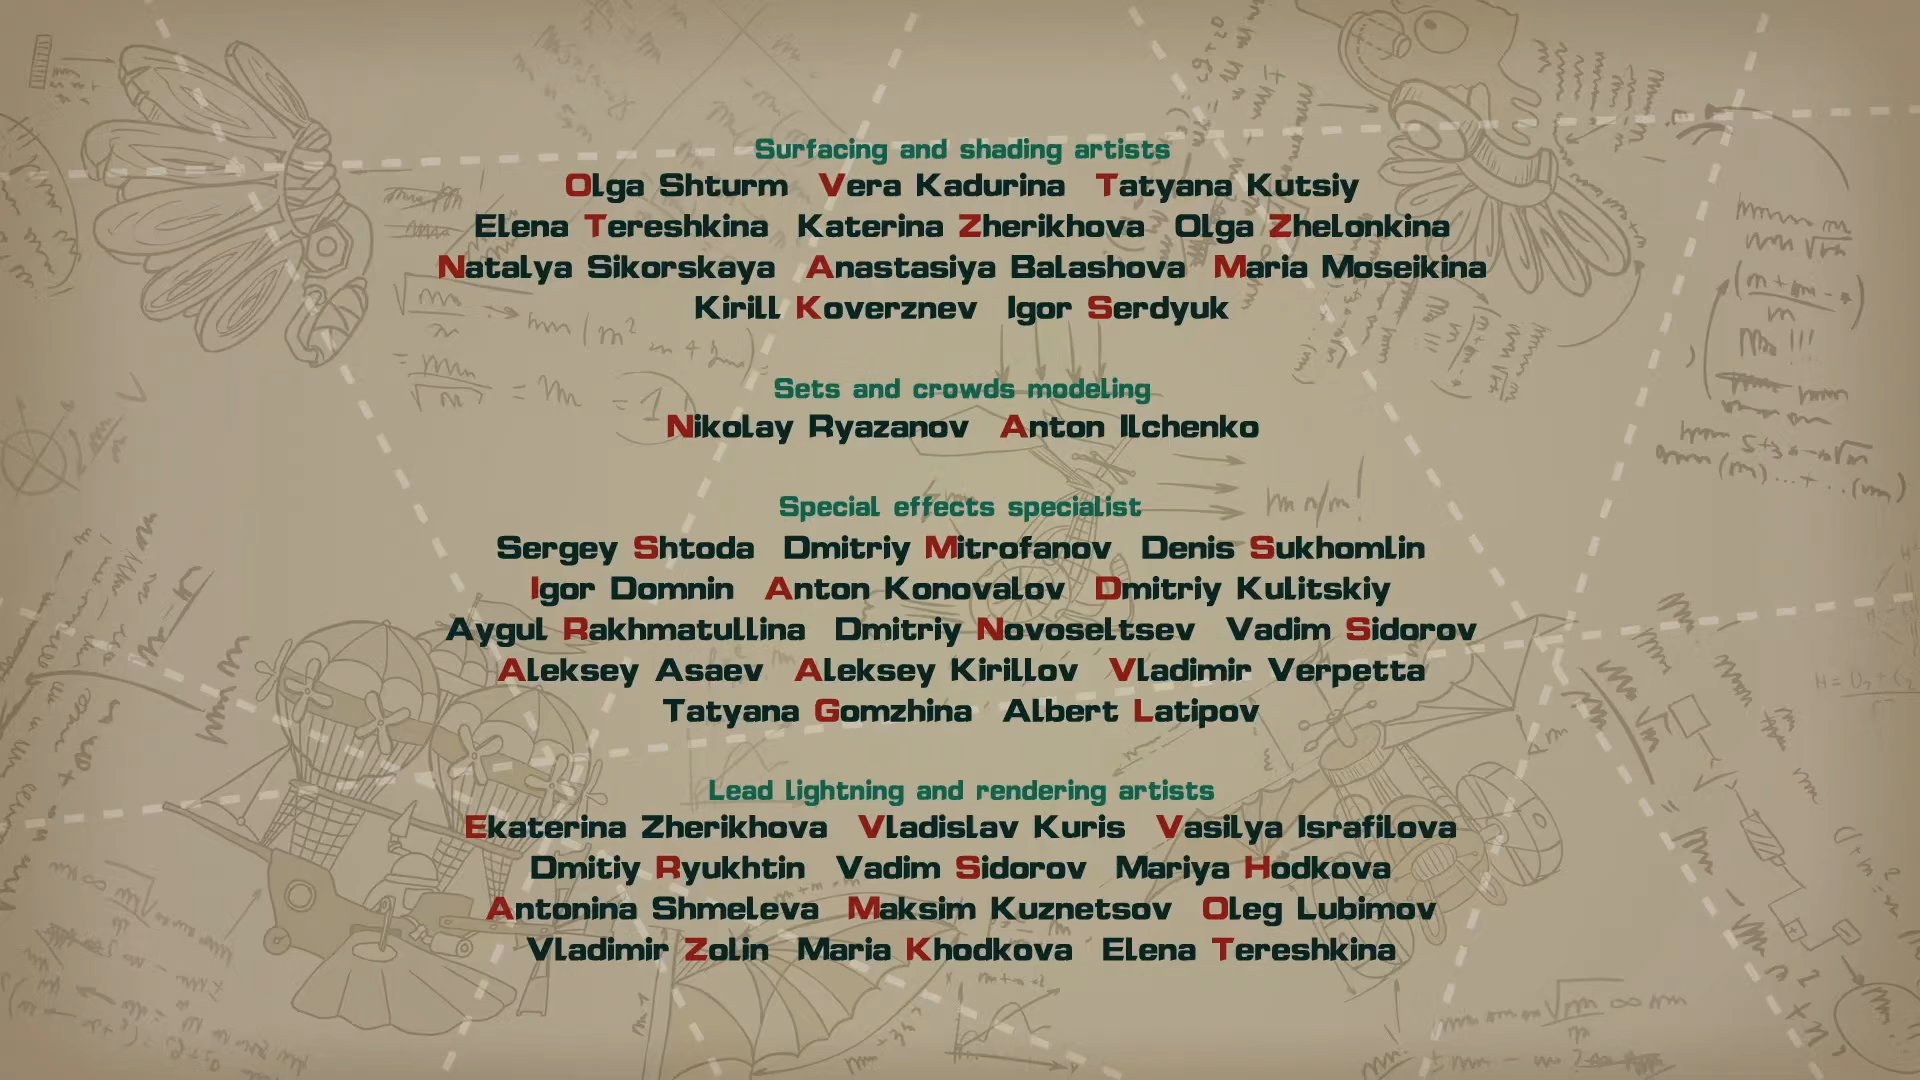 Surfacing and shading artists
Olga Shturm Vera Kadurina Tatyana Kutsiy
Elena Tereshkina Katerina Zherikhova Olga Zhelonkina
Natalya Sikorskaya Anastasiya Balashova Maria Moseikina
Kirill Koverznev Igor Serdyuk
Sets and crowds modeling
Nikolay Ryazanov Anton Ilchenko
Special effects specialist
Sergey Shtoda Dmitriy Mitrofanov Denis Sukhomlin
Igor Domnin Anton Konovalov Dmitriy Kulitskiy
Aygul Rakhmatullina Dmitriy Novoseltsev Vadim Sidorov
Aleksey Asaev Aleksey Kirillov Vladimir Verpetta
Tatyana Gomzhina Albert Latipov
Lead lightning and rendering artists
Ekaterina Zherikhova Vladislav Kuris Vasilya Israfilova
Dmitiy Ryukhtin Vadim Sidorov Mariya Hodkova
Antonina Shmeleva Maksim Kuznetsov Oleg Lubimov
Vladimir Zolin Maria Khodkova Elena Tereshkina